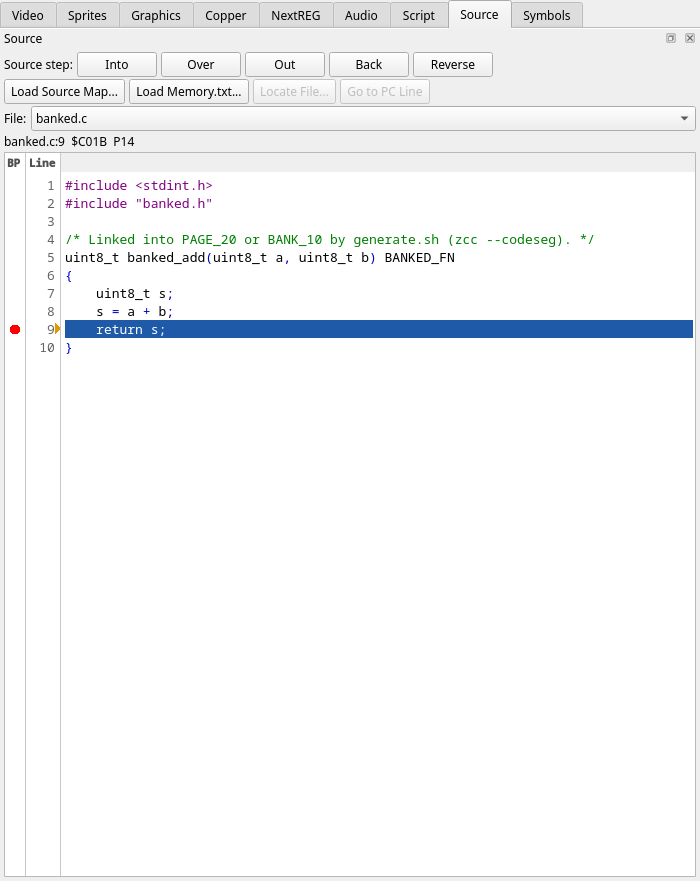 Video Sprites Graphics Copper NextREG Audio Script Source Symbols
Source
Source step: Into Over Out Back Reverse
Load Source Map... Load Memory.txt... Locate File... Go to PC Line
File: banked.c
banked.c:9 $C01B P14
BP Line
1 #include <stdint.h>
2 #include "banked.h"
3
4 /* Linked into PAGE_20 or BANK_10 by generate.sh (zcc --codeseg). */
5 uint8_t banked_add(uint8_t a, uint8_t b) BANKED_FN
6 {
7     uint8_t s;
8     s = a + b;
9     return s;
10 }